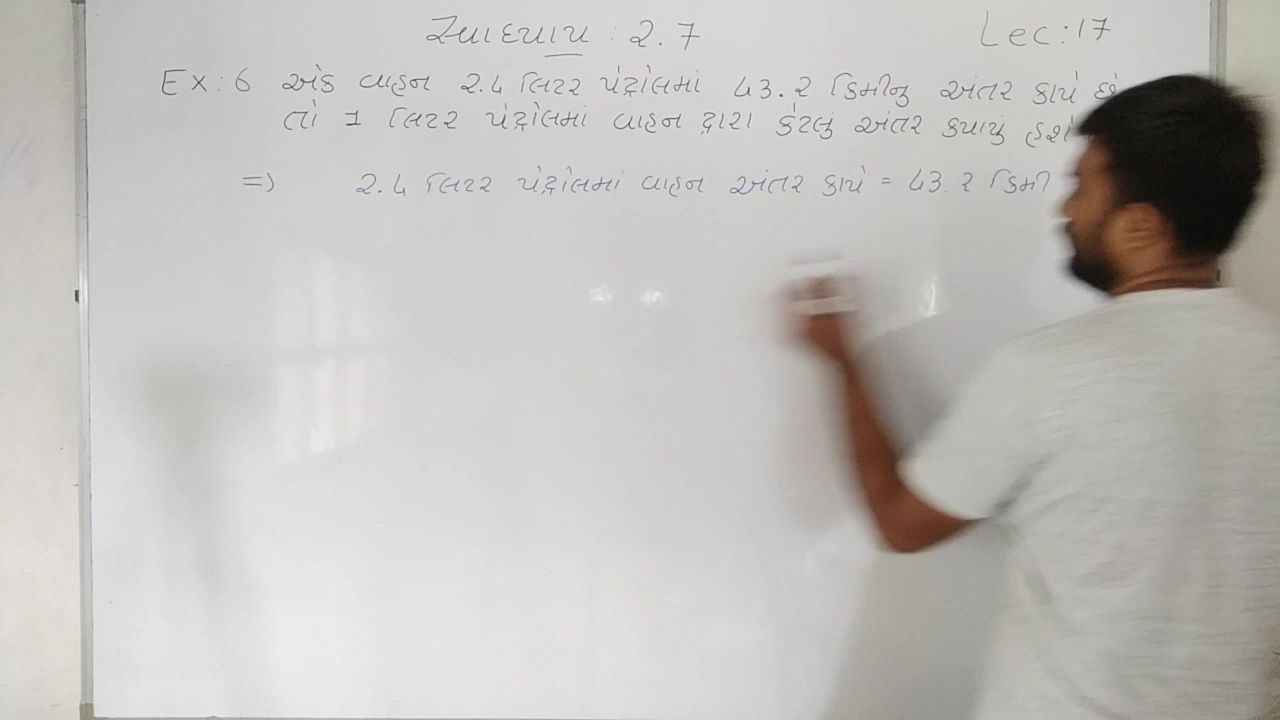 સ્વાધ્યાય : 2.7 Lec:17
Ex:6 એક વાહન 2.4 લિટર પેટ્રોલમાં 43.2 કિમીનુ અંતર કાપે છે
તો 1 લિટર પેટ્રોલમાં વાહન દ્વારા કેટલુ અંતર કપાયુ હશે
=> 2.4 લિટર પેટ્રોલમાં વાહન અંતર કાપે = 43.2 કિમી